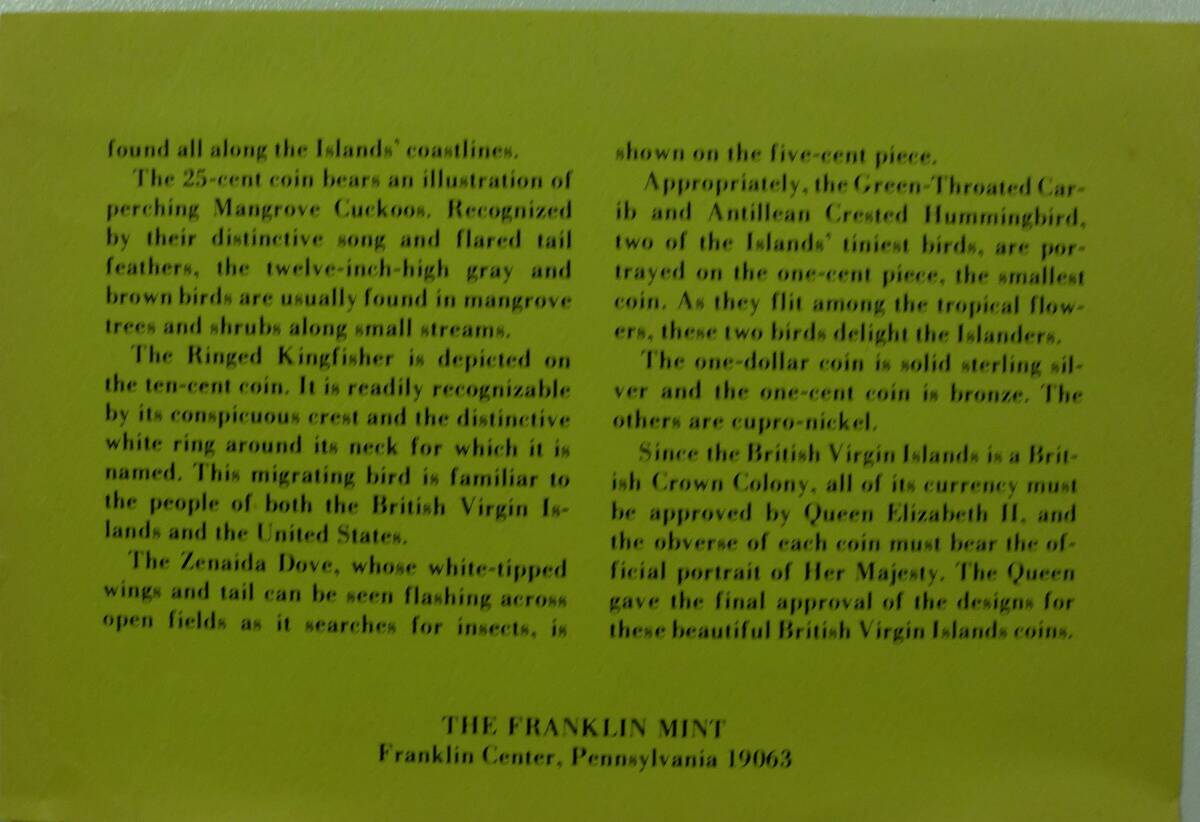 found all along the Islands' coastlines.
The 25-cent coin bears an illustration of
perching Mangrove Cuckoos. Recognized
by their distinctive song and flared tail
feathers, the twelve-inch-high gray and
brown birds are usually found in mangrove
trees and shrubs along small streams.
The Ringed Kingfisher is depicted on
the ten-cent coin. It is readily recognizable
by its conspicuous crest and the distinctive
white ring around its neck for which it is
named. This migrating bird is familiar to
the people of both the British Virgin Is-
lands and the United States.
The Zenaida Dove, whose white-tipped
wings and tail can be seen flashing across
open fields as it searches for insects, is
shown on the five-cent piece.
Appropriately, the Green-Throated Car-
ib and Antillean Crested Hummingbird,
two of the Islands' tiniest birds, are por-
trayed on the one-cent piece, the smallest
coin. As they flit among the tropical flow-
ers, these two birds delight the Islanders.
The one-dollar coin is solid sterling sil-
ver and the one-cent coin is bronze. The
others are cupro-nickel.
Since the British Virgin Islands is a Brit-
ish Crown Colony, all of its currency must
be approved by Queen Elizabeth II, and
the obverse of each coin must bear the of-
ficial portrait of Her Majesty. The Queen
gave the final approval of the designs for
these beautiful British Virgin Islands coins.
THE FRANKLIN MINT
Franklin Center, Pennsylvania 19063